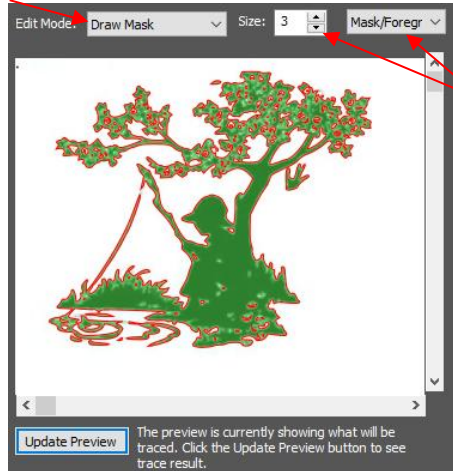 Edit Mode: Draw Mask Size: 3 Mask/Foregr
Update Preview
The preview is currently showing what will be
traced. Click the Update Preview button to see
trace result.